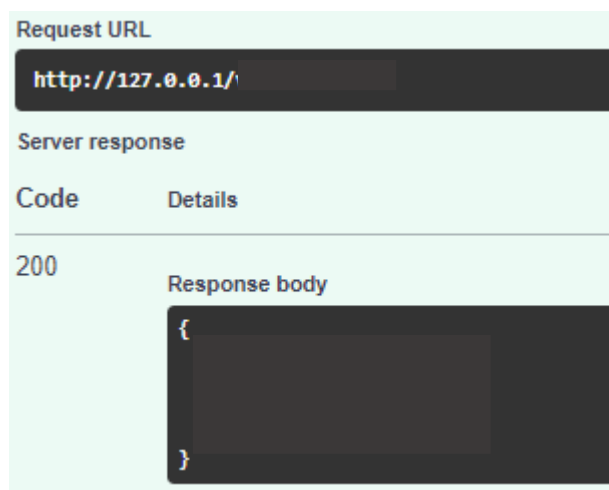 Request URL
http://127.0.0.1/
Server response
Code Details
200
Response body
{
}